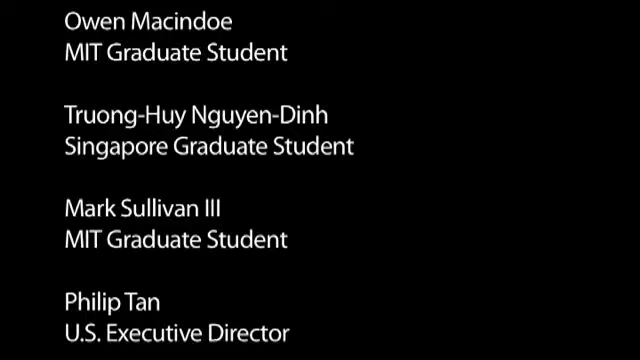 Owen Macindoe
MIT Graduate Student
Truong-Huy Nguyen-Dinh
Singapore Graduate Student
Mark Sullivan III
MIT Graduate Student
Philip Tan
U.S. Executive Director